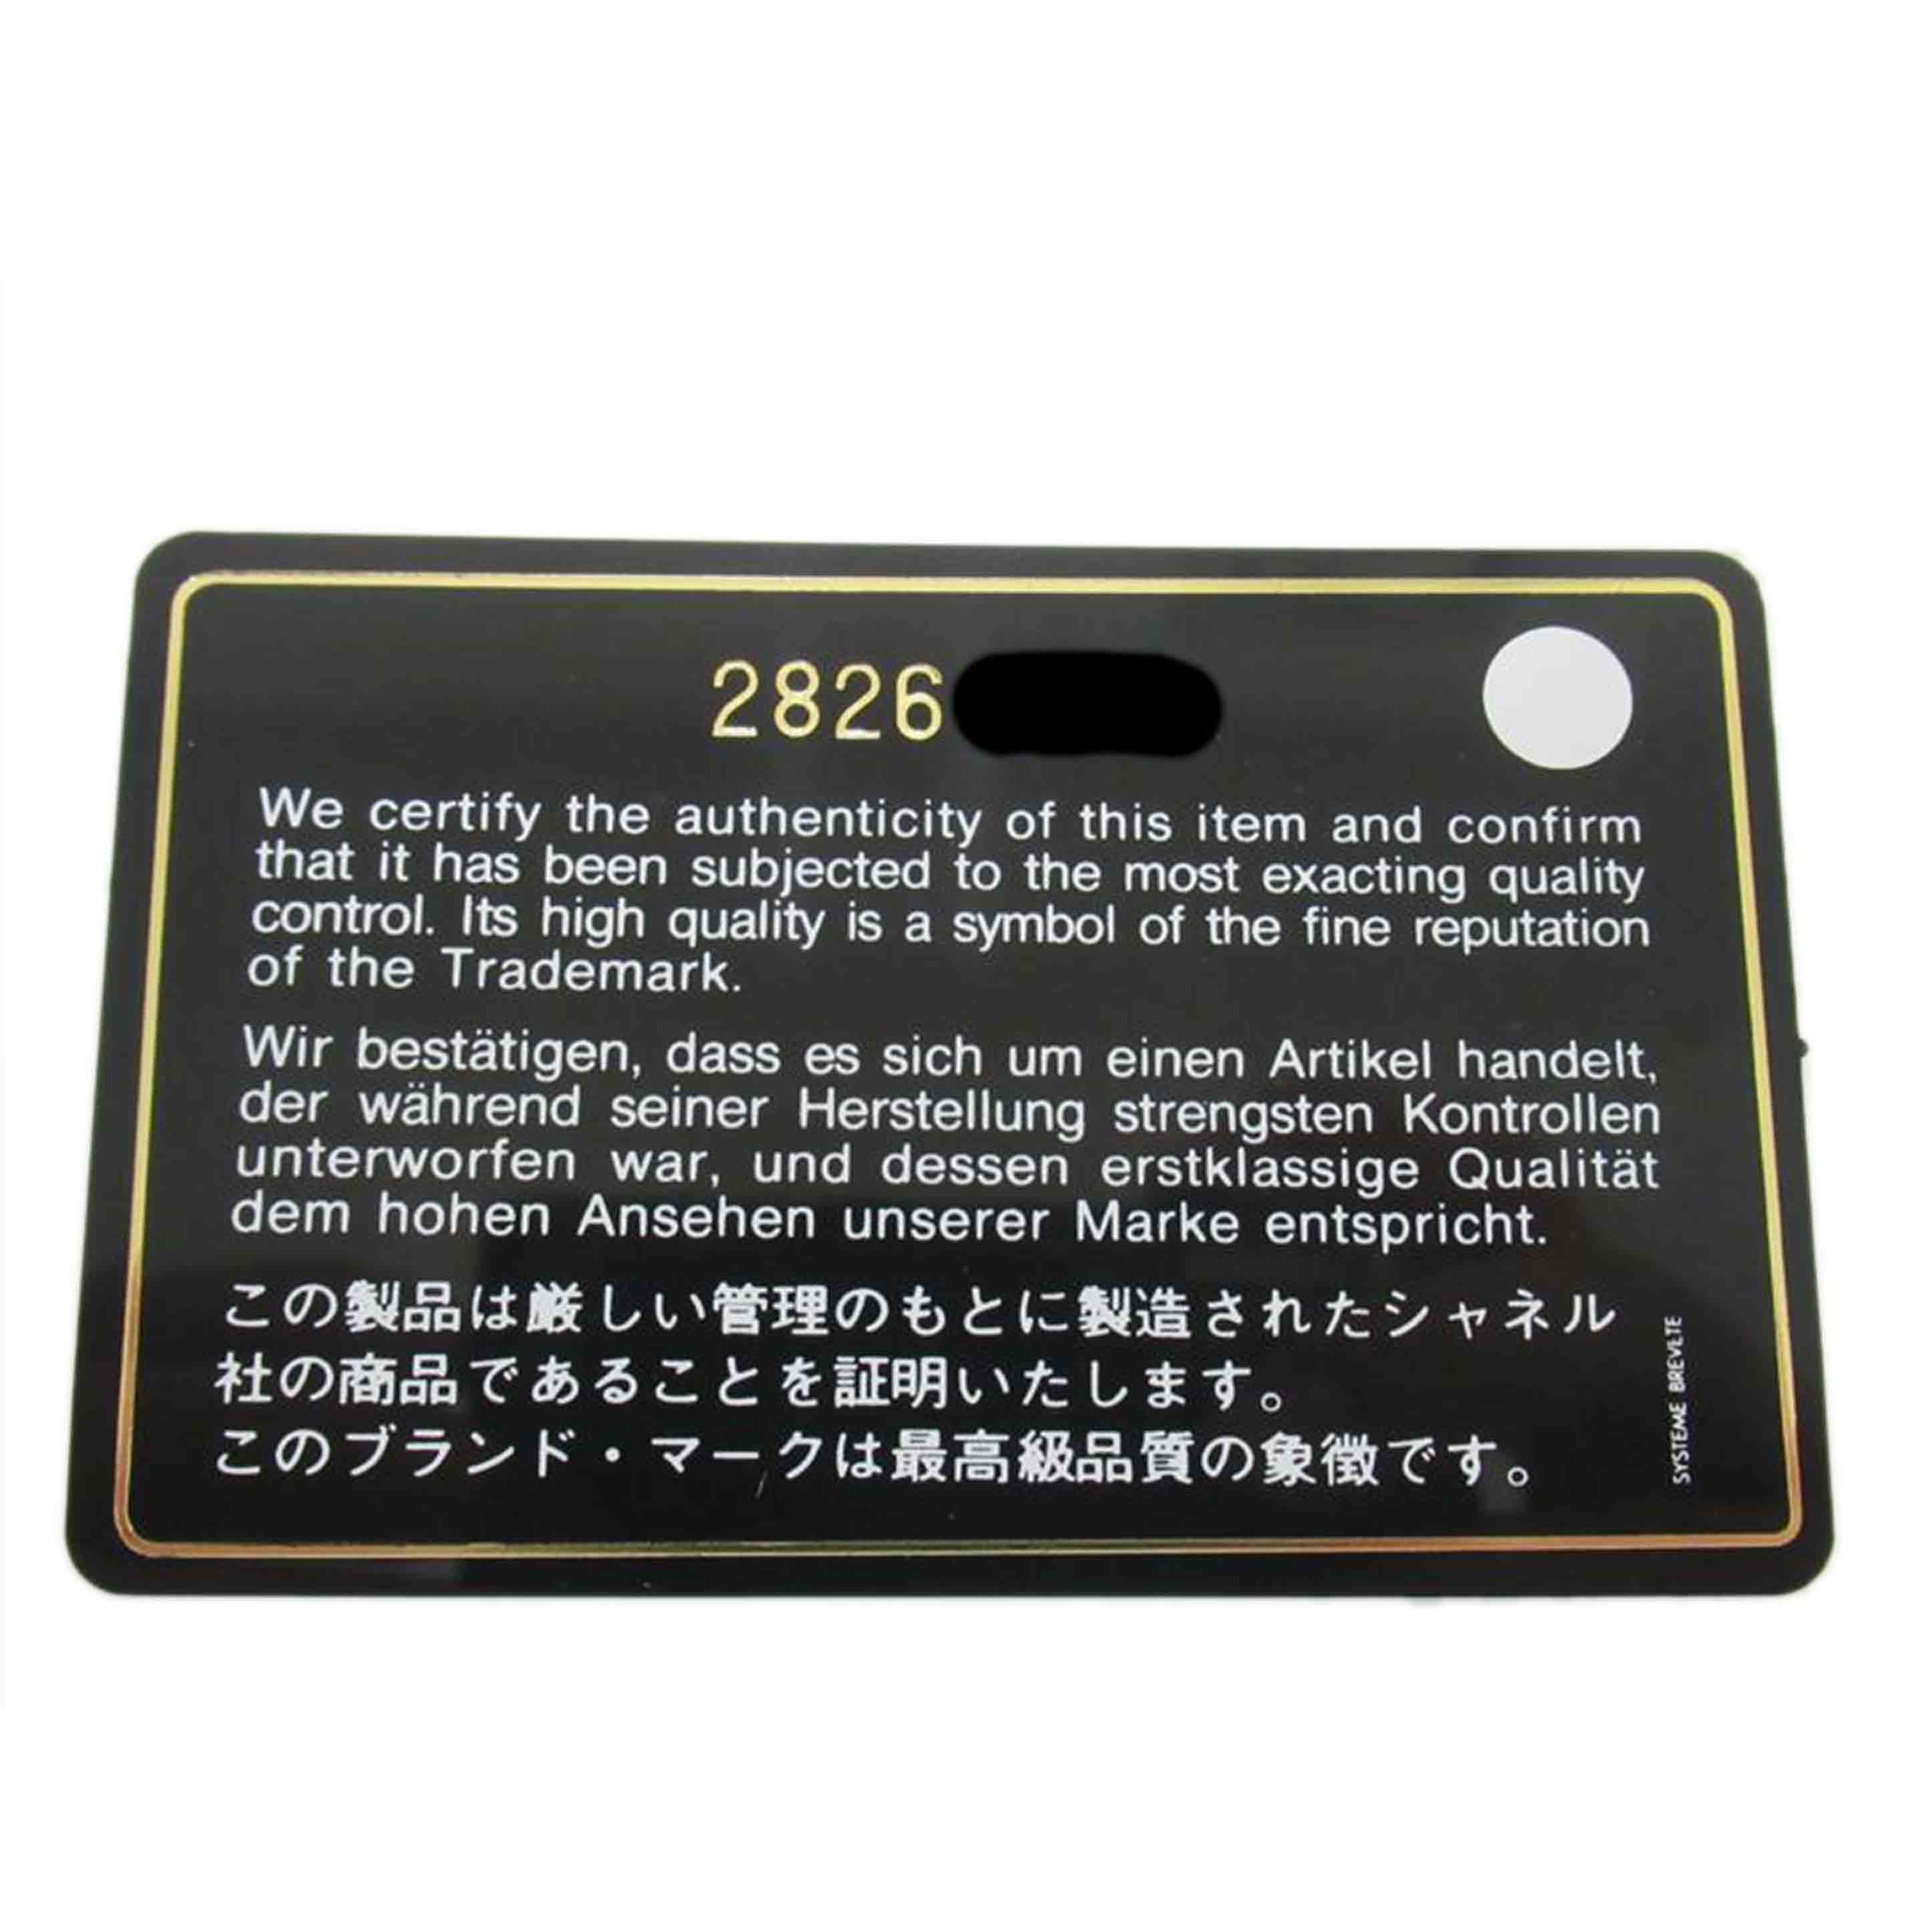 2826
We certify the authenticity of this item and confirm
that it has been subjected to the most exacting quality
control. Its high quality is a symbol of the fine reputation
of the Trademark.
Wir bestätigen, dass es sich um einen Artikel handelt,
der während seiner Herstellung strengsten Kontrollen
unterworfen war, und dessen erstklassige Qualität
dem hohen Ansehen unserer Marke entspricht.
この製品は厳しい管理のもとに製造されたシャネル
社の商品であることを証明いたします。
このブランド・マークは最高級品質の象徴です。
SYSTEME BREVETE